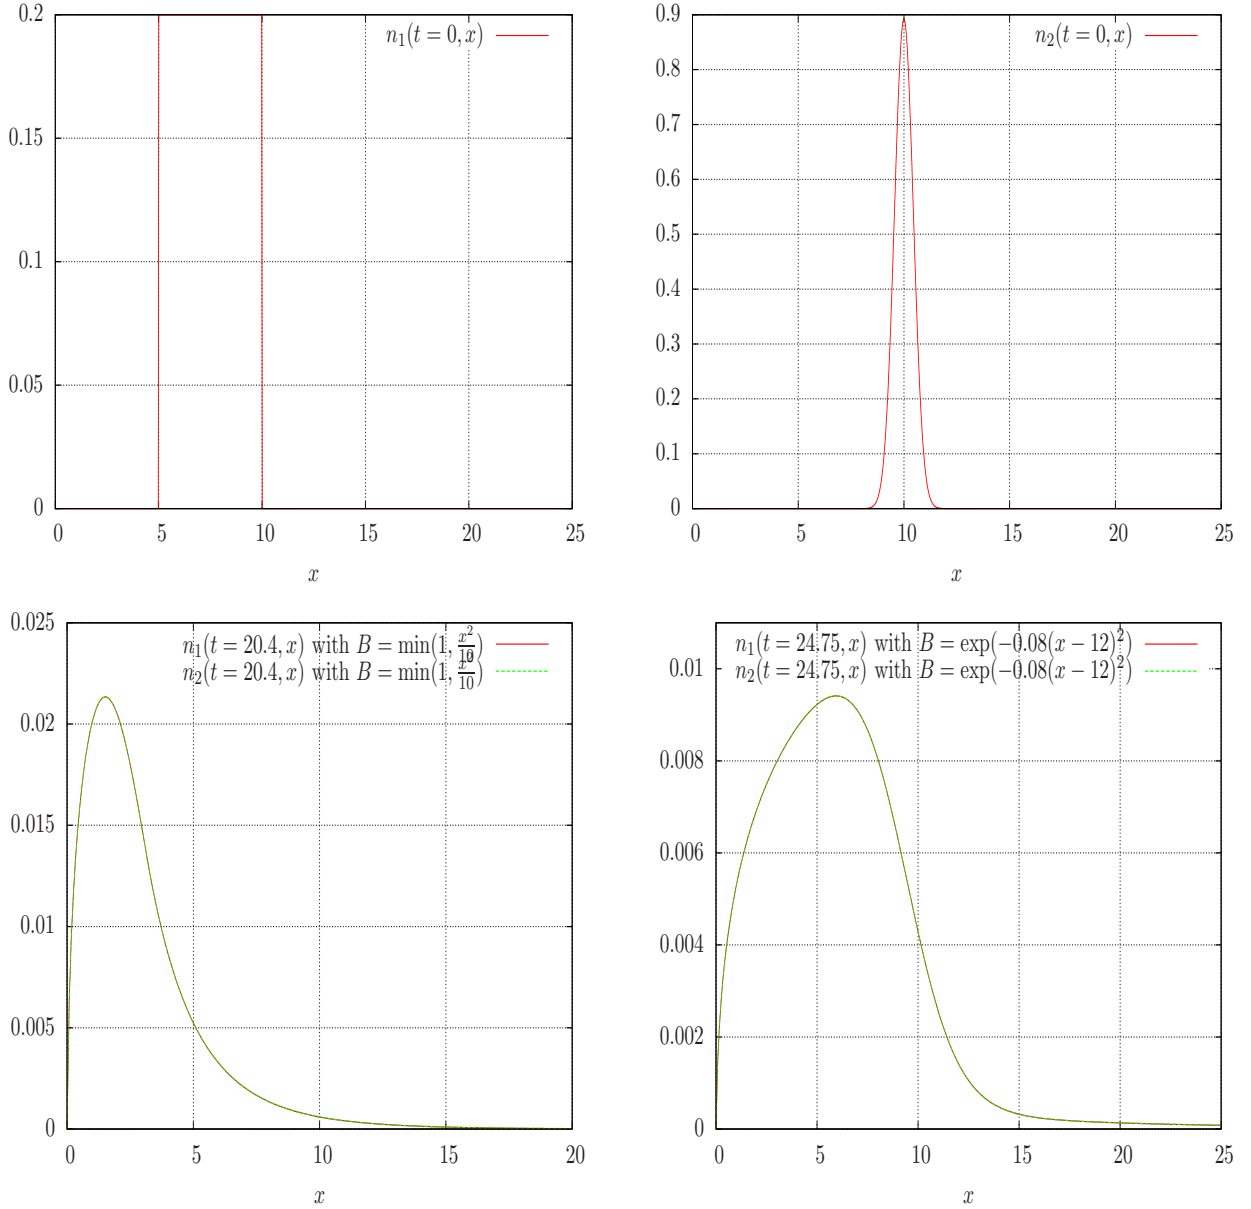 n₁(t = 0, x)
0.2
0.15
0.1
0.05
0
0 5 10 15 20 25
x
n₂(t = 0, x)
0.9
0.8
0.7
0.6
0.5
0.4
0.3
0.2
0.1
0
0 5 10 15 20 25
x
n₁(t = 20.4, x) with B = min(1, x²/10)
n₂(t = 20.4, x) with B = min(1, x²/10)
0.025
0.02
0.015
0.01
0.005
0
0 5 10 15 20
x
n₁(t = 24.75, x) with B = exp(−0.08(x − 12)²)
n₂(t = 24.75, x) with B = exp(−0.08(x − 12)²)
0.01
0.008
0.006
0.004
0.002
0
0 5 10 15 20 25
x